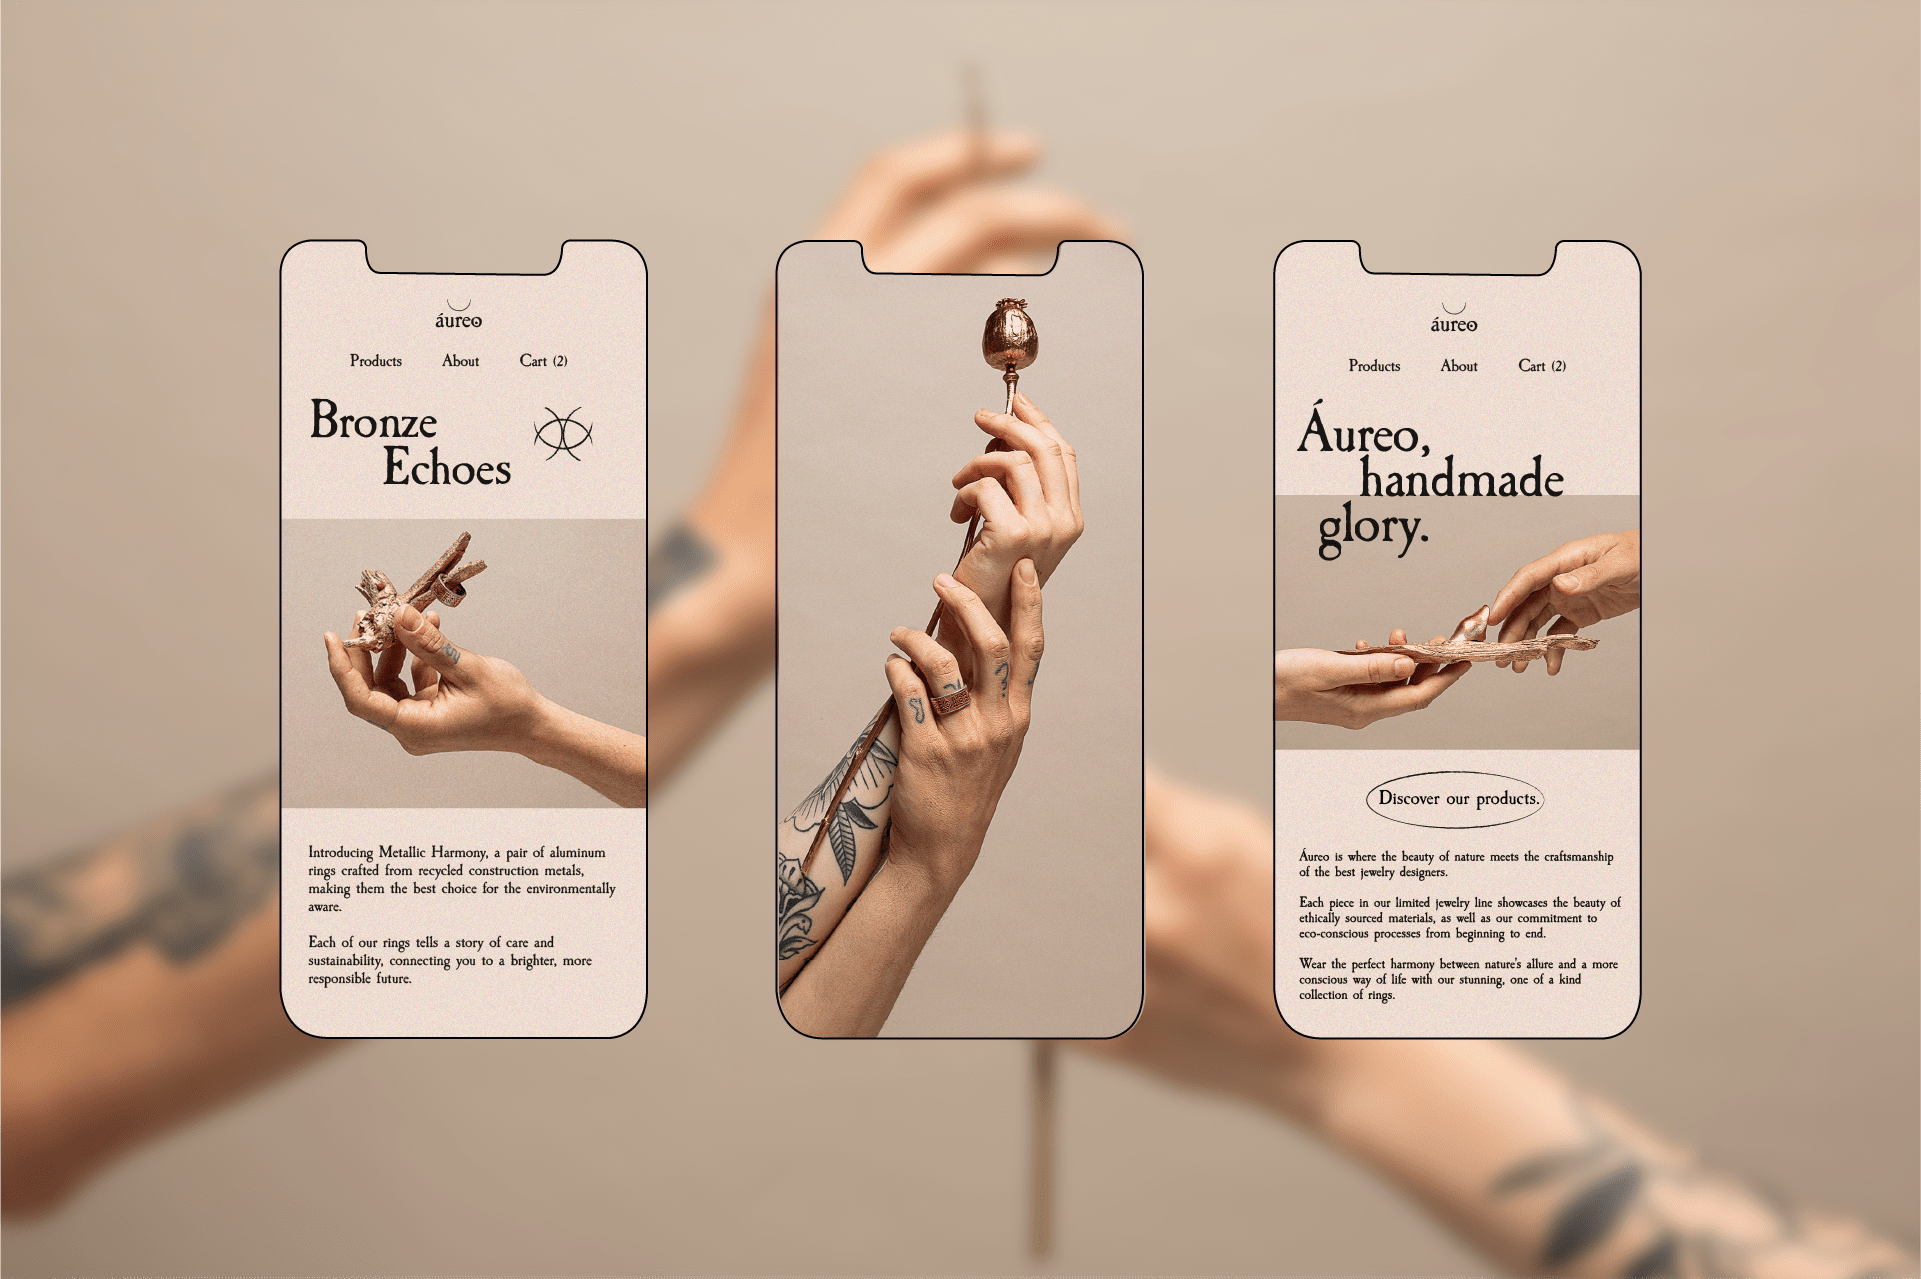 áureo
Products About Cart (2)
Bronze
Echoes
Introducing Metallic Harmony, a pair of aluminum
rings crafted from recycled construction metals,
making them the best choice for the environmentally
aware.
Each of our rings tells a story of care and
sustainability, connecting you to a brighter, more
responsible future.
áureo
Products About Cart (2)
Áureo,
handmade
glory.
Discover our products.
Áureo is where the beauty of nature meets the craftsmanship
of the best jewelry designers.
Each piece in our limited jewelry line showcases the beauty of
ethically sourced materials, as well as our commitment to
eco-conscious processes from beginning to end.
Wear the perfect harmony between nature's allure and a more
conscious way of life with our stunning, one of a kind
collection of rings.